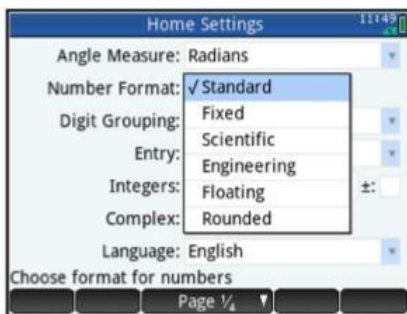 Home Settings 11:49
Angle Measure: Radians
Number Format: ✓ Standard
Fixed
Digit Grouping:
Scientific
Entry:
Engineering
Integers: Floating ±:
Complex: Rounded
Language: English
Choose format for numbers
Page ¼